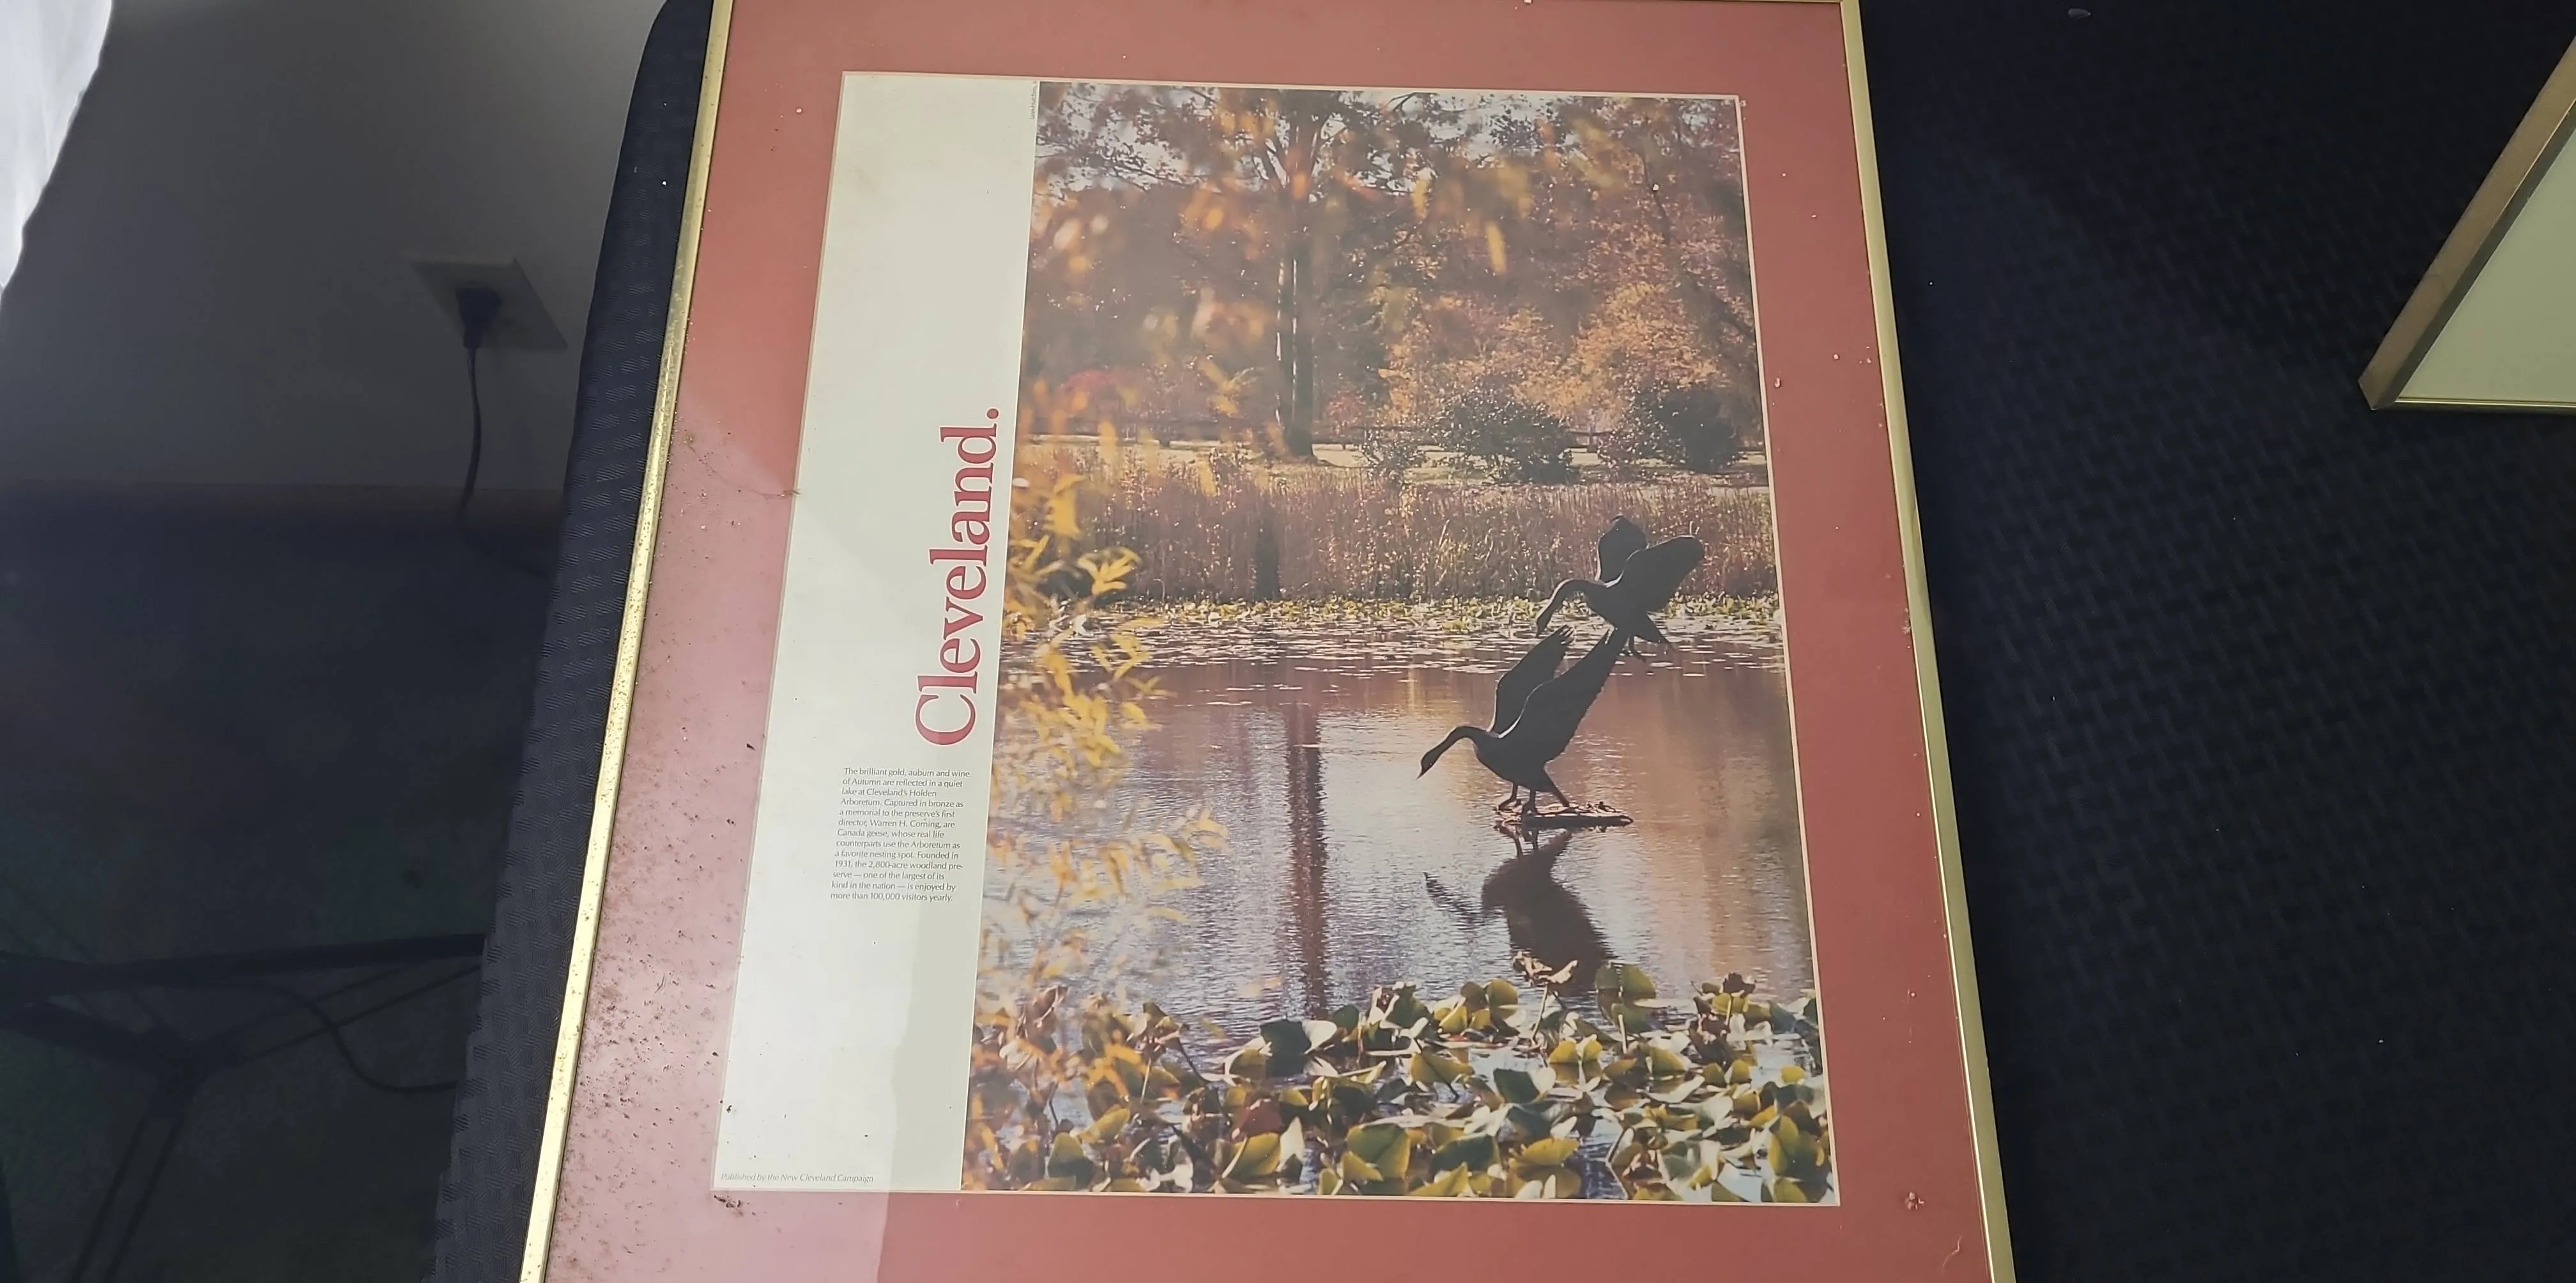 Cleveland.
The brilliant gold, auburn and wine
of Autumn are reflected in a quiet
lake at Cleveland's Holden
Arboretum. Captured in bronze as
a memorial to the preserve's first
director, Warren H. Corning, are
Canada geese, whose real life
counterparts use the Arboretum as
a favorite nesting spot. Founded in
1931, the 2,800-acre woodland pre-
serve — one of the largest of its
kind in the nation — is enjoyed by
more than 100,000 visitors yearly.
Published by the New Cleveland Campaign